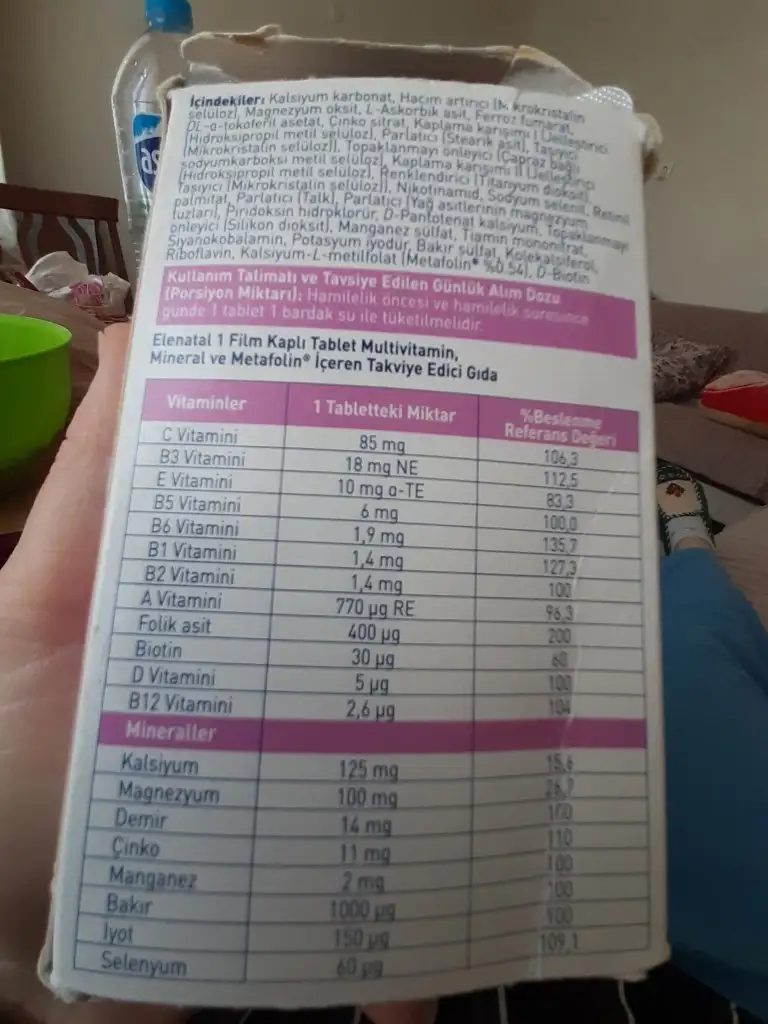 İçindekiler: Kalsiyum karbonat, Hacim artırıcı (Mikrokristalin
selüloz), Magnezyum oksit, L-Askorbik asit, Ferroz fumarat,
DL-α-tokoferil asetat, Çinko sitrat, Kaplama karışımı I (Jelleştirici
(Hidroksipropil metil selüloz), Parlatıcı (Stearik asit), Taşıyıcı
(Mikrokristalin selüloz)), Topaklanmayı önleyici (Çapraz Bağlı
sodyumkarboksi metil selüloz), Kaplama karışımı II (Jelleştirici
(Hidroksipropil metil selüloz), Renklendirici (Titanyum dioksit),
Taşıyıcı (Mikrokristalin selüloz)), Nikotinamid, Sodyum selenit, Retinil
palmitat, Parlatıcı (Talk), Parlatıcı (Yağ asitlerinin magnezyum
tuzları), Piridoksin hidroklorür, D-Pantotenat kalsiyum, Topaklanmayı
önleyici (Silikon dioksit), Manganez sülfat, Tiamin mononitrat,
Siyanokobalamin, Potasyum iyodür, Bakır sülfat, Kolekalsiferol,
Riboflavin, Kalsiyum-L-metilfolat (Metafolin® %0.54), D-Biotin
Kullanım Talimatı ve Tavsiye Edilen Günlük Alım Dozu
(Porsiyon Miktarı): Hamilelik öncesi ve hamilelik süresince
günde 1 tablet 1 bardak su ile tüketilmelidir.
Elenatal 1 Film Kaplı Tablet Multivitamin,
Mineral ve Metafolin® İçeren Takviye Edici Gıda
Vitaminler 1 Tabletteki Miktar %Beslenme Referans Değeri
C Vitamini 85 mg 106,3
B3 Vitamini 18 mg NE 112,5
E Vitamini 10 mg α-TE 83,3
B5 Vitamini 6 mg 100,0
B6 Vitamini 1,9 mg 135,7
B1 Vitamini 1,4 mg 127,3
B2 Vitamini 1,4 mg 100
A Vitamini 770 µg RE 96,3
Folik asit 400 µg 200
Biotin 30 µg 60
D Vitamini 5 µg 100
B12 Vitamini 2,6 µg 104
Mineraller
Kalsiyum 125 mg 15,6
Magnezyum 100 mg 26,7
Demir 14 mg 100
Çinko 11 mg 110
Manganez 2 mg 100
Bakır 1000 µg 100
İyot 150 µg 100
Selenyum 60 µg 109,1